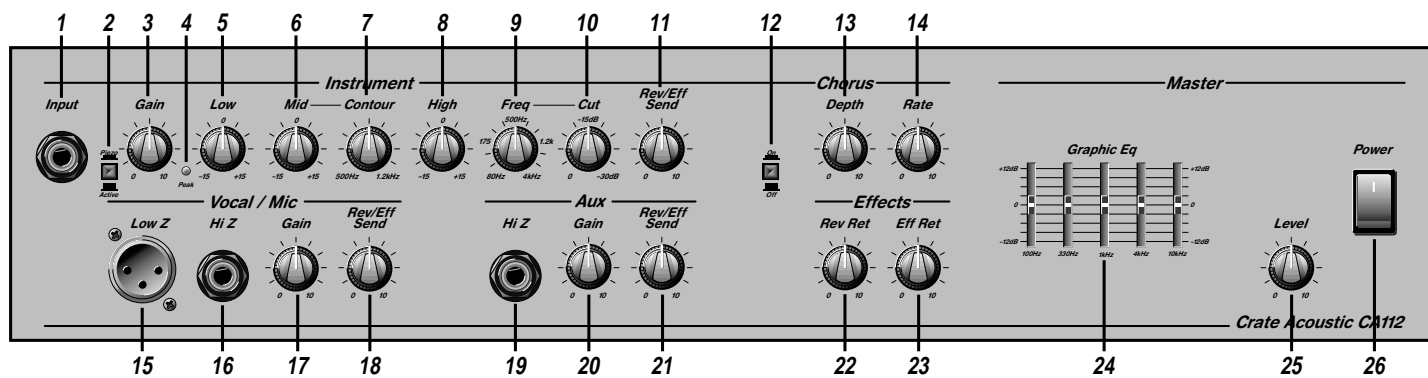 1 2 3 4 5 6 7 8 9 10 11 12 13 14
Instrument Chorus Master
Input Gain Low Mid Contour High Freq Cut Rev/Eff Send Depth Rate
0 0 0 500Hz -15dB
Piezo 175 1.2k On
Active Peak Off
0 10 -15 +15 -15 +15 500Hz 1.2kHz -15 +15 80Hz 4kHz -30dB
Graphic Eq Power
+12dB +12dB
0 0
-12dB -12dB
100Hz 330Hz 1kHz 4kHz 10kHz
Vocal / Mic Aux Effects
Low Z Hi Z Gain Rev/Eff Send Hi Z Gain Rev/Eff Send Rev Ret Eff Ret Level
0 10 0 10 0 10 0 10 0 10 0 10 0 10
Crate Acoustic CA112
15 16 17 18 19 20 21 22 23 24 25 26